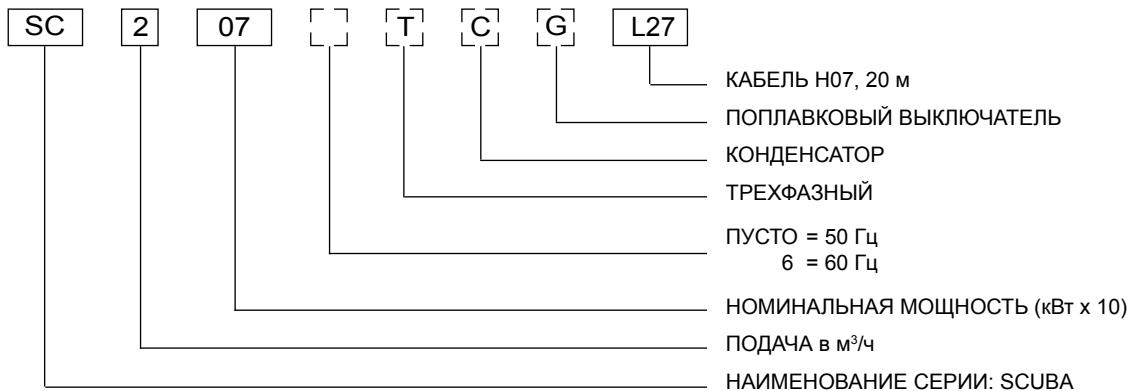 SC 2 07 T C G L27
КАБЕЛЬ H07, 20 м
ПОПЛАВКОВЫЙ ВЫКЛЮЧАТЕЛЬ
КОНДЕНСАТОР
ТРЕХФАЗНЫЙ
ПУСТО = 50 Гц
6 = 60 Гц
НОМИНАЛЬНАЯ МОЩНОСТЬ (кВт x 10)
ПОДАЧА в м³/ч
НАИМЕНОВАНИЕ СЕРИИ: SCUBA